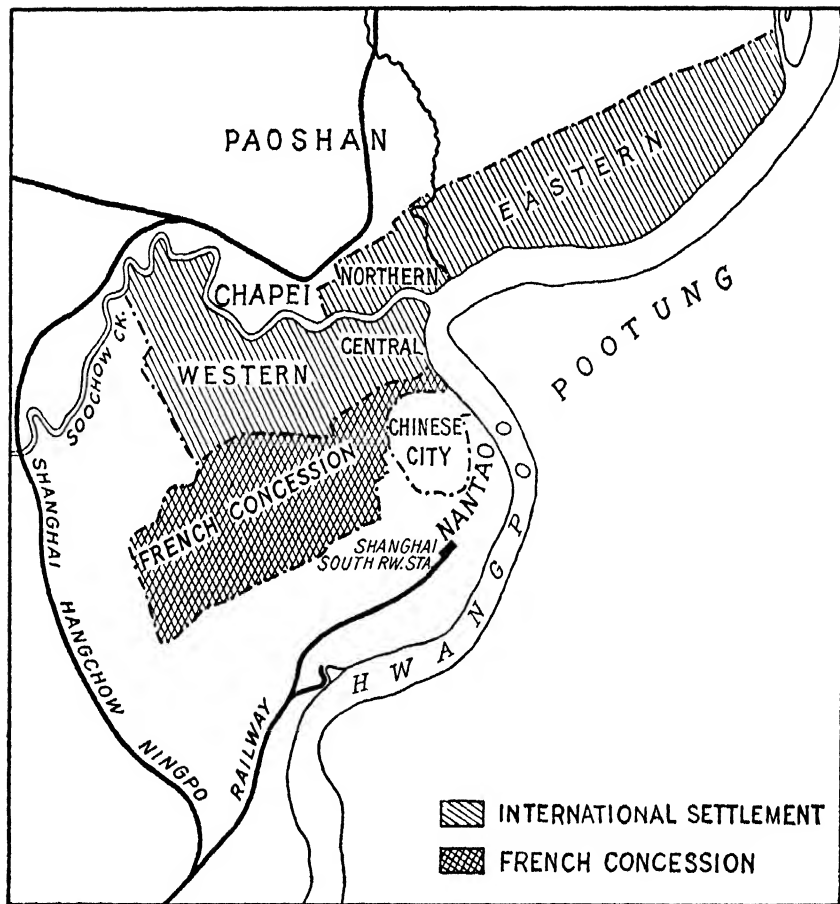 PAOSHAN
EASTERN
NORTHERN
CHAPEI
CENTRAL
WESTERN
SOOCHOW CK.
POOTUNG
CHINESE
CITY
FRENCH CONCESSION
NANTAO
SHANGHAI
SOUTH RW. STA.
HWANGPOO
SHANGHAI HANGCHOW NINGPO RAILWAY
INTERNATIONAL SETTLEMENT
FRENCH CONCESSION